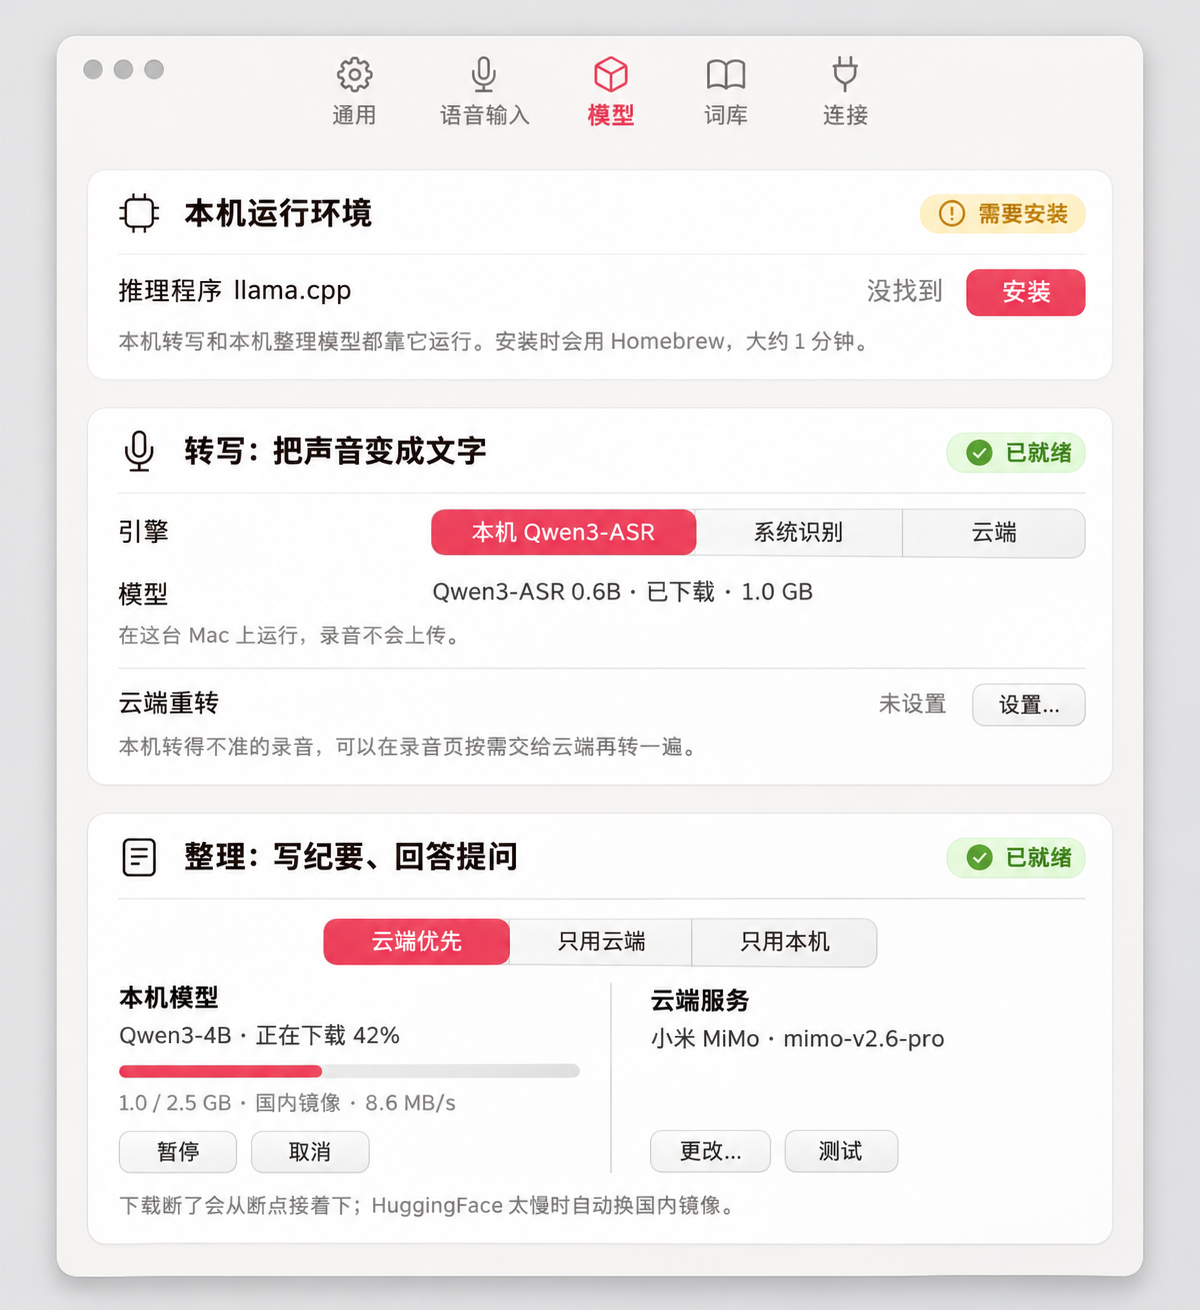 通用
语音输入
模型
词库
连接
本机运行环境
需要安装
推理程序 llama.cpp
没找到
安装
本机转写和本机整理模型都靠它运行。安装时会用 Homebrew，大约 1 分钟。
转写：把声音变成文字
已就绪
引擎
本机 Qwen3-ASR
系统识别
云端
模型
Qwen3-ASR 0.6B · 已下载 · 1.0 GB
在这台 Mac 上运行，录音不会上传。
云端重转
未设置
设置...
本机转得不准的录音，可以在录音页按需交给云端再转一遍。
整理：写纪要、回答提问
已就绪
云端优先
只用云端
只用本机
本机模型
Qwen3-4B · 正在下载 42%
1.0 / 2.5 GB · 国内镜像 · 8.6 MB/s
暂停
取消
云端服务
小米 MiMo · mimo-v2.6-pro
更改...
测试
下载断了会从断点接着下；HuggingFace 太慢时自动换国内镜像。